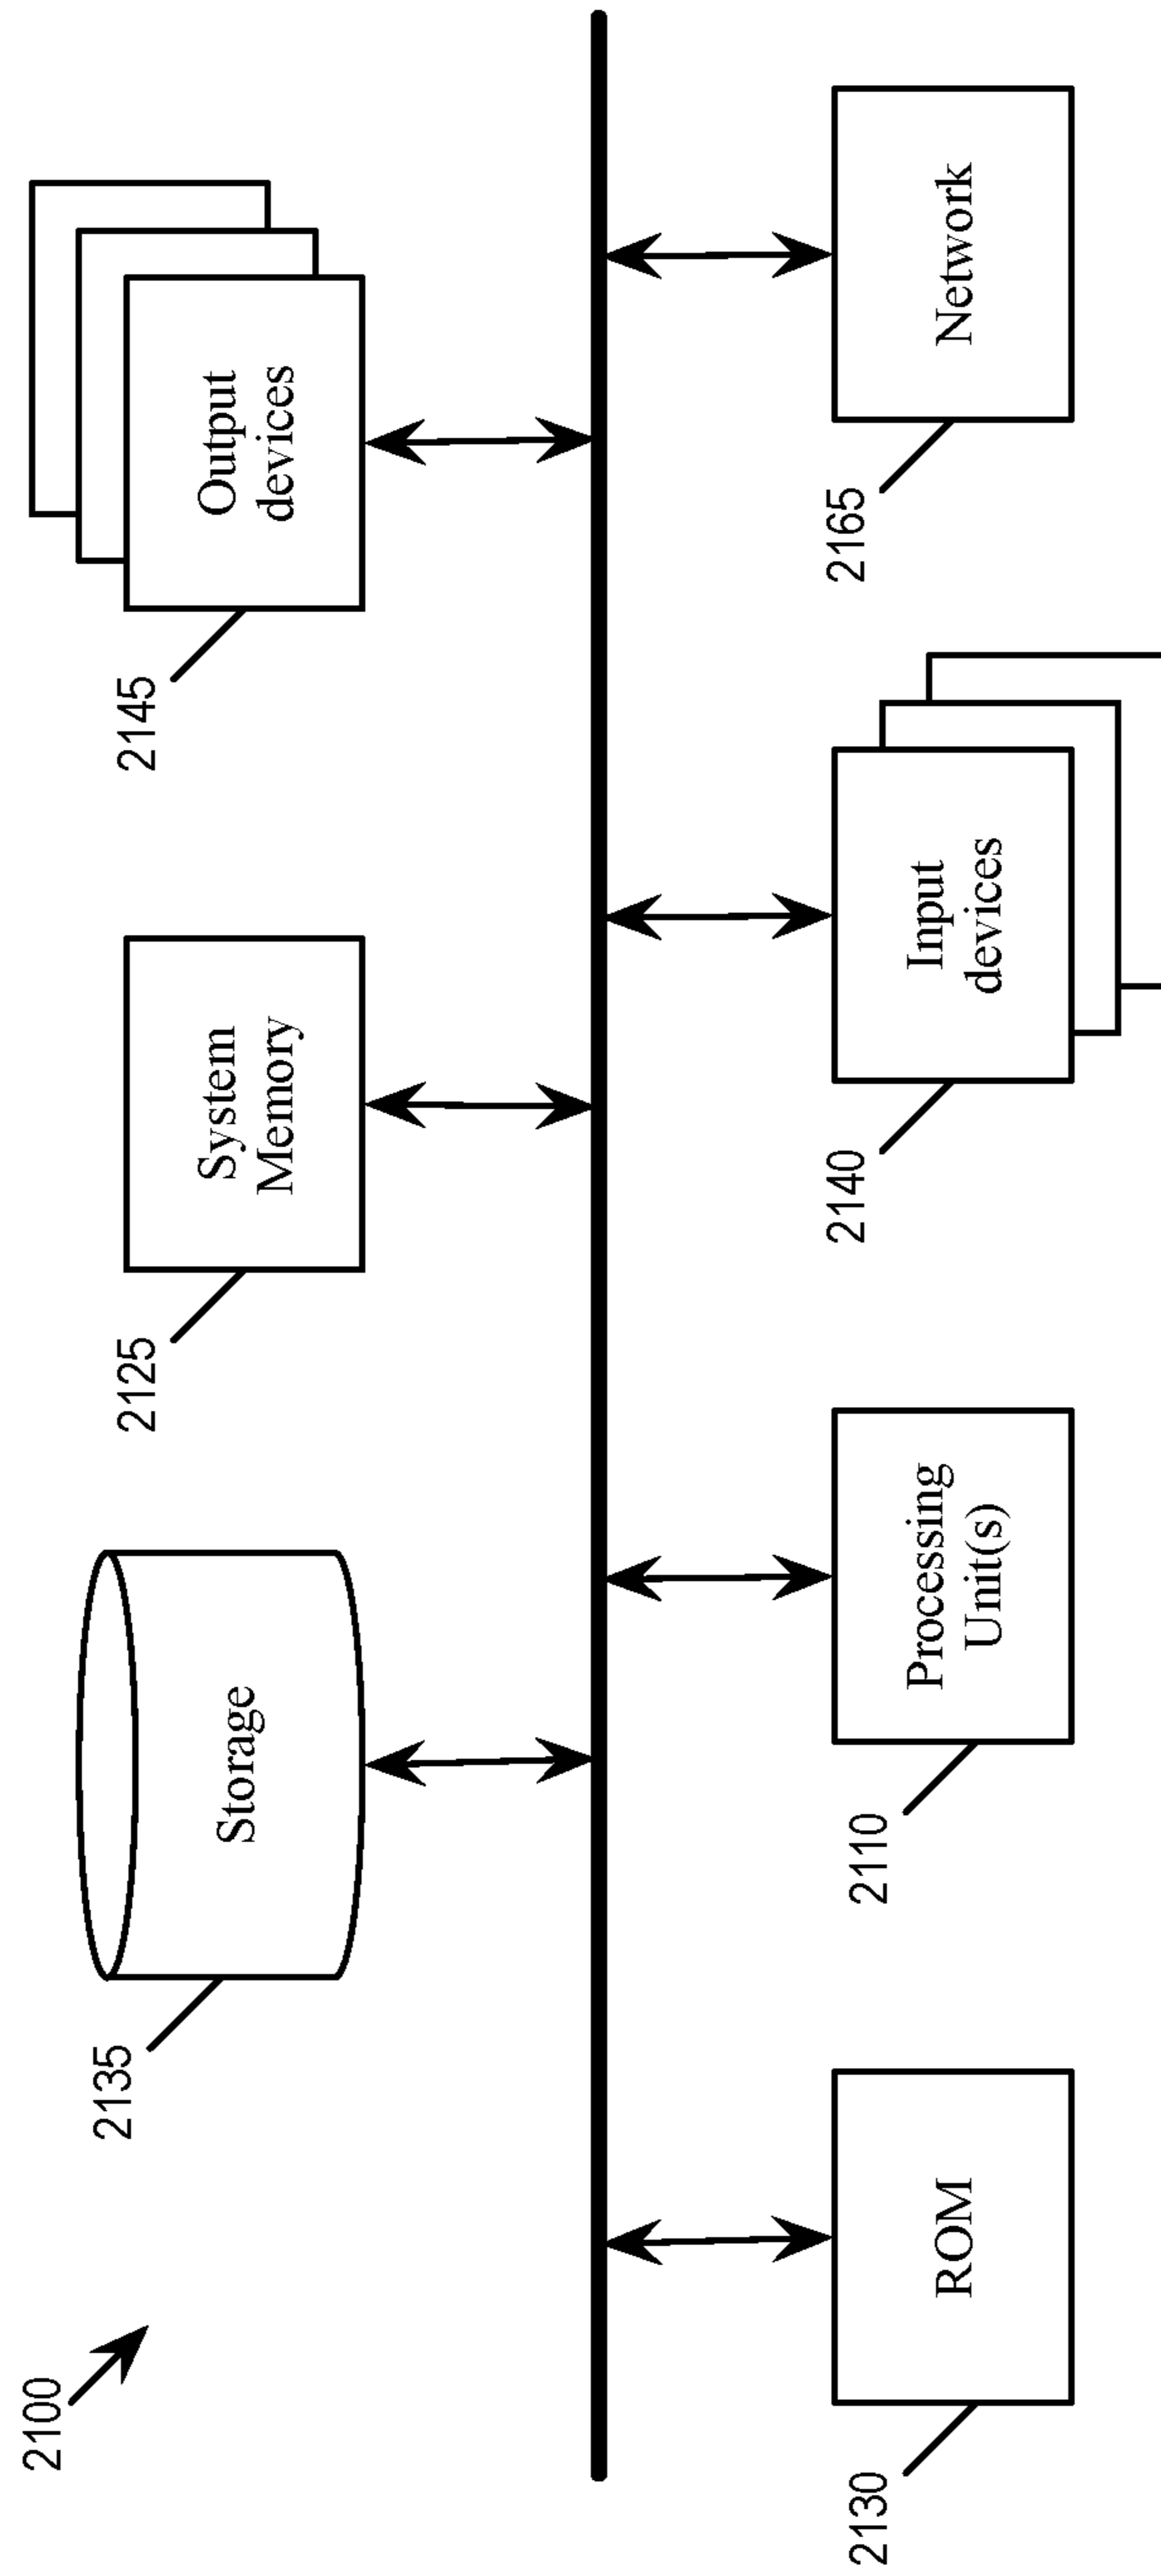 2100
2135
Storage
2125
System
Memory
2145
Output
devices
2130
ROM
2110
Processing
Unit(s)
2140
Input
devices
2165
Network